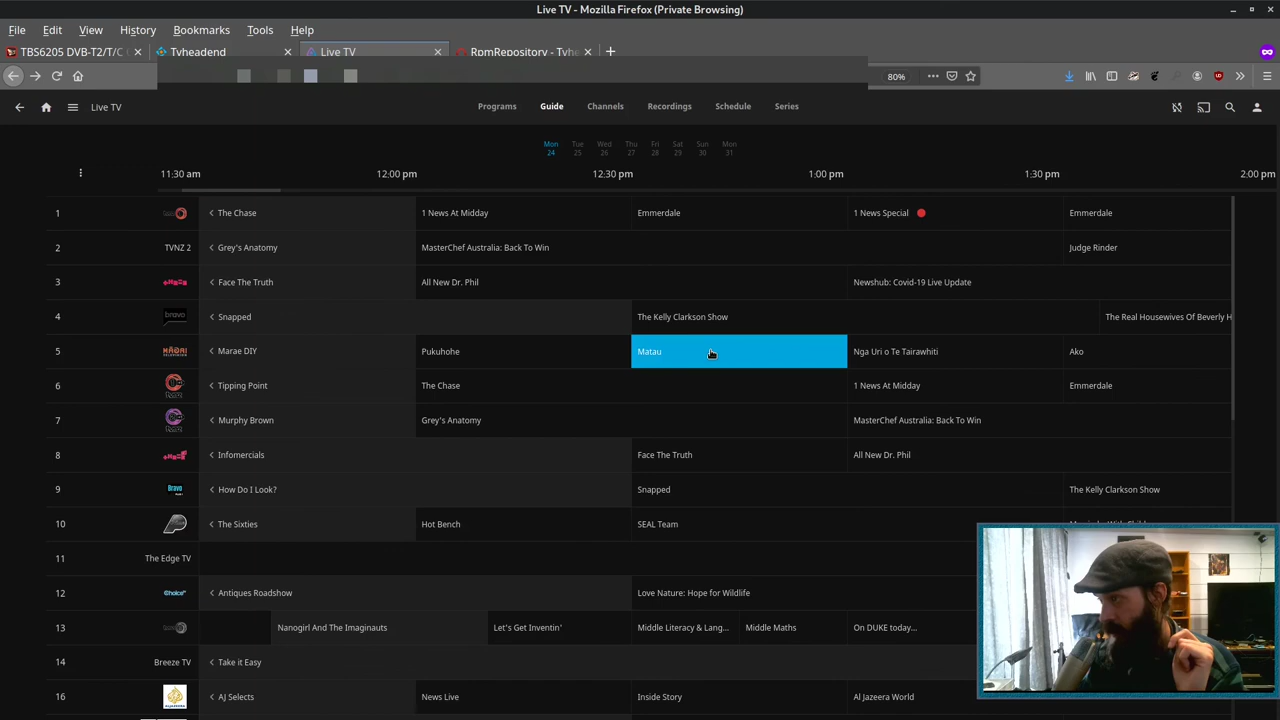 Live TV - Mozilla Firefox (Private Browsing)
File Edit View History Bookmarks Tools Help
TBS6205 DVB-T2/T/C Tvheadend Live TV RpmRepository - Tvhe
80%
Live TV Programs Guide Channels Recordings Schedule Series
Mon Tue Wed Thu Fri Sat Sun Mon
24 25 26 27 28 29 30 31
11:30 am 12:00 pm 12:30 pm 1:00 pm 1:30 pm 2:00 pm
1 The Chase 1 News At Midday Emmerdale 1 News Special Emmerdale
2 TVNZ 2 Grey's Anatomy MasterChef Australia: Back To Win Judge Rinder
3 Face The Truth All New Dr. Phil Newshub: Covid-19 Live Update
4 bravo Snapped The Kelly Clarkson Show The Real Housewives Of Beverly H
5 MĀORI Marae DIY Pukuhohe Matau Nga Uri o Te Tairawhiti Ako
6 Tipping Point The Chase 1 News At Midday Emmerdale
7 Murphy Brown Grey's Anatomy MasterChef Australia: Back To Win
8 Infomercials Face The Truth All New Dr. Phil
9 Bravo How Do I Look? Snapped The Kelly Clarkson Show
10 The Sixties Hot Bench SEAL Team
11 The Edge TV
12 Choice Antiques Roadshow Love Nature: Hope for Wildlife
13 Nanogirl And The Imaginauts Let's Get Inventin' Middle Literacy & Lang... Middle Maths On DUKE today...
14 Breeze TV Take it Easy
16 ALJAZEERA AJ Selects News Live Inside Story Al Jazeera World